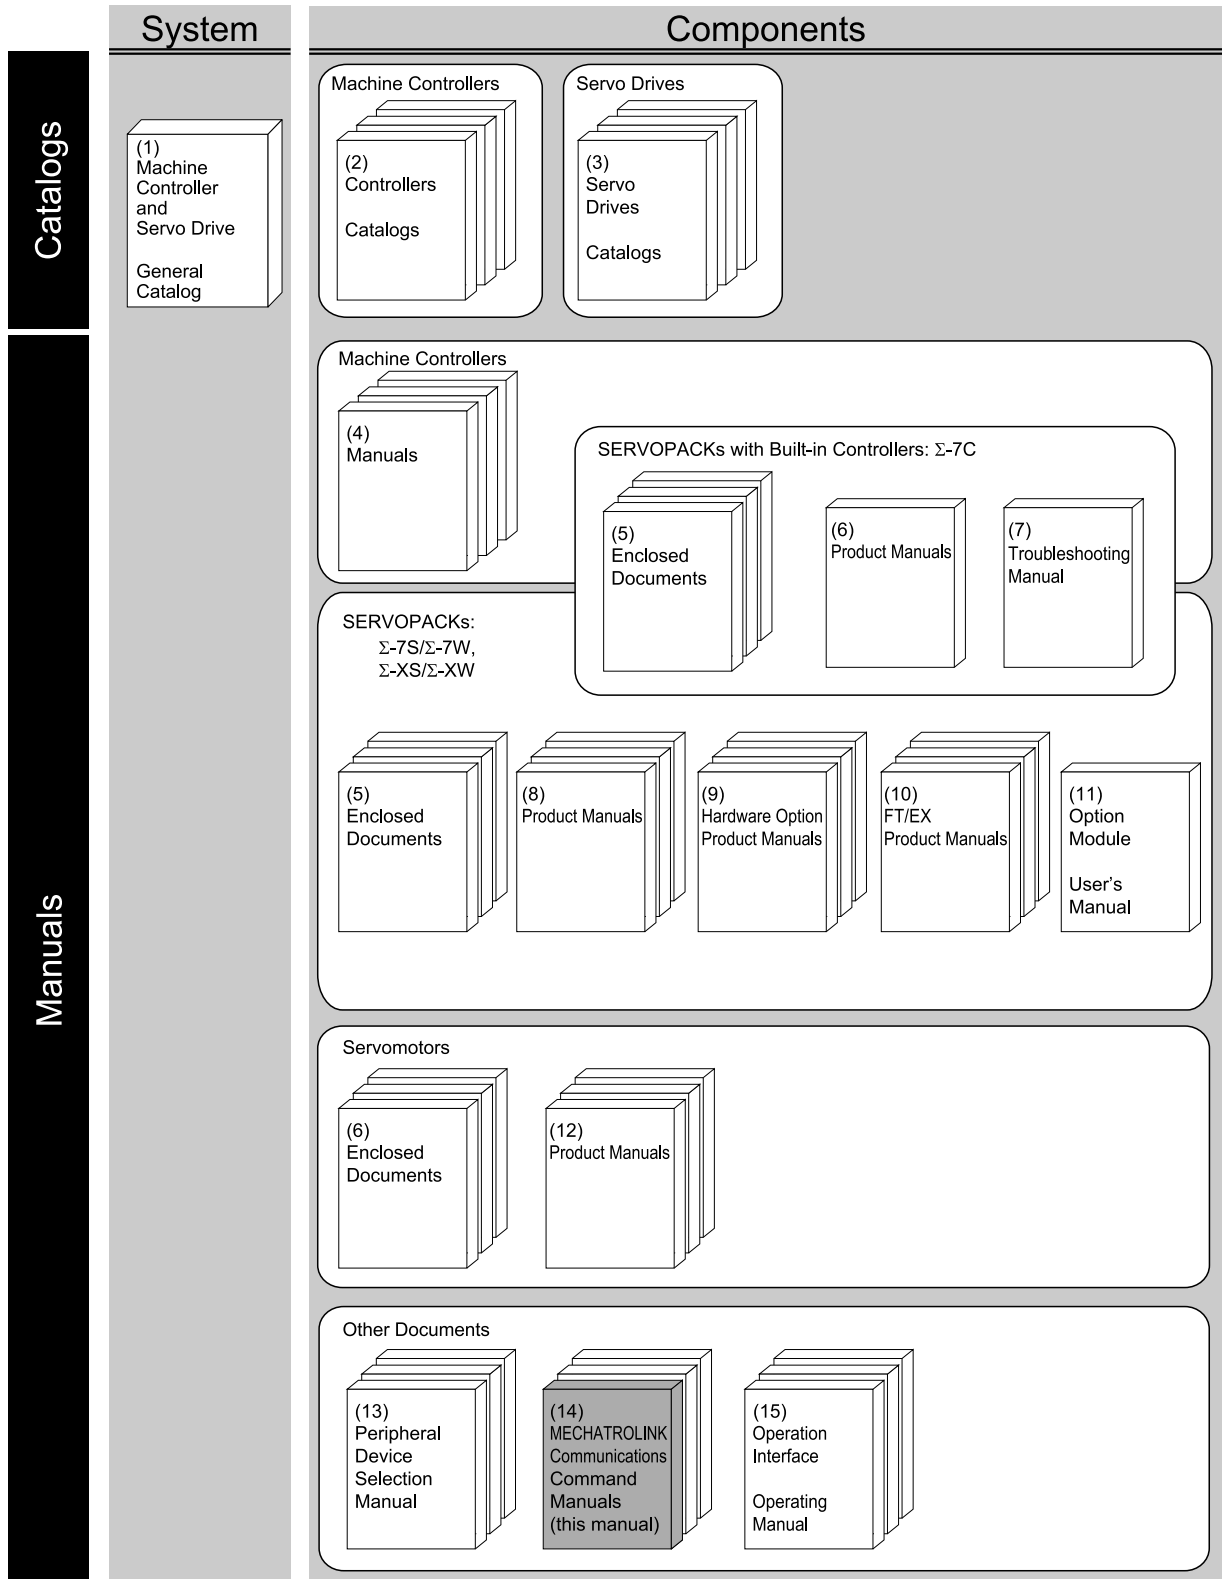 System
Components
Catalogs
(1)
Machine
Controller
and
Servo Drive
General
Catalog
Machine Controllers
(2)
Controllers
Catalogs
Servo Drives
(3)
Servo
Drives
Catalogs
Manuals
Machine Controllers
(4)
Manuals
SERVOPACKs with Built-in Controllers: Σ-7C
(5)
Enclosed
Documents
(6)
Product Manuals
(7)
Troubleshooting
Manual
SERVOPACKs:
Σ-7S/Σ-7W,
Σ-XS/Σ-XW
(5)
Enclosed
Documents
(8)
Product Manuals
(9)
Hardware Option
Product Manuals
(10)
FT/EX
Product Manuals
(11)
Option
Module
User's
Manual
Servomotors
(6)
Enclosed
Documents
(12)
Product Manuals
Other Documents
(13)
Peripheral
Device
Selection
Manual
(14)
MECHATROLINK
Communications
Command
Manuals
(this manual)
(15)
Operation
Interface
Operating
Manual